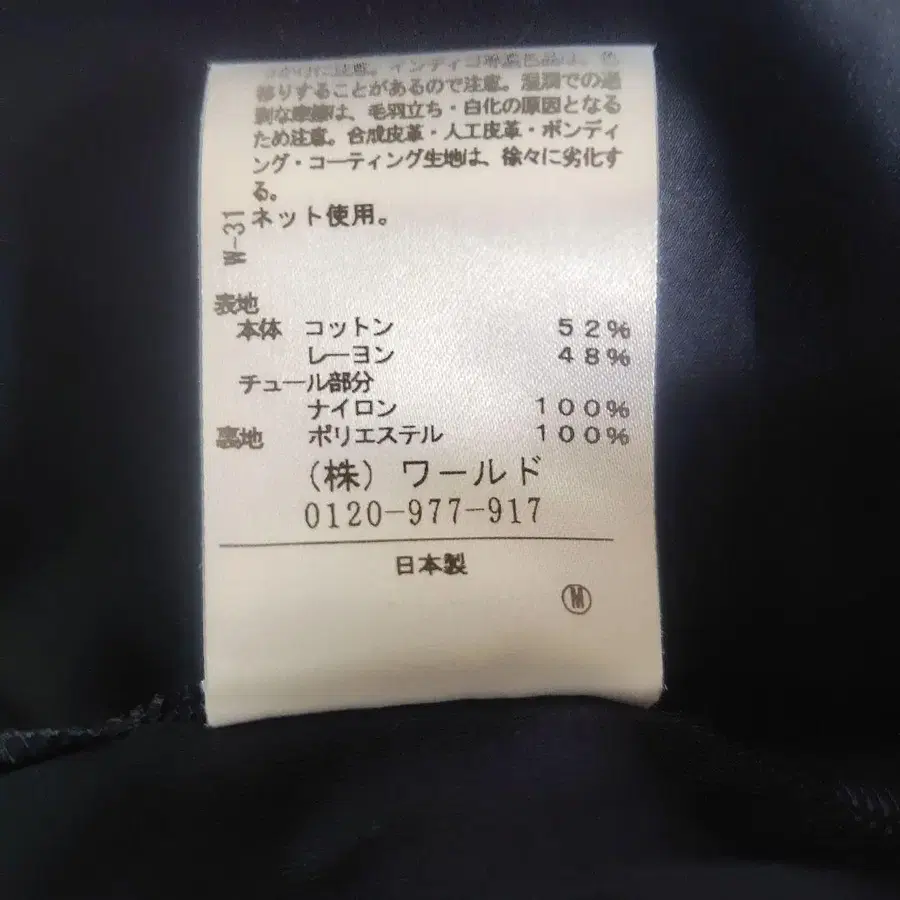 インディゴ
移りすることがあるので注意。湿潤での過
剰な摩擦は、毛羽立ち・白化の原因となる
ため注意。合成皮革・人工皮革・ボンディ
ング・コーティング生地は、徐々に劣化す
る。
ネット使用。
W-31
表地
本体 コットン 52%
レーヨン 48%
チュール部分
ナイロン 100%
裏地 ポリエステル 100%
(株) ワールド
0120-977-917
日本製
M